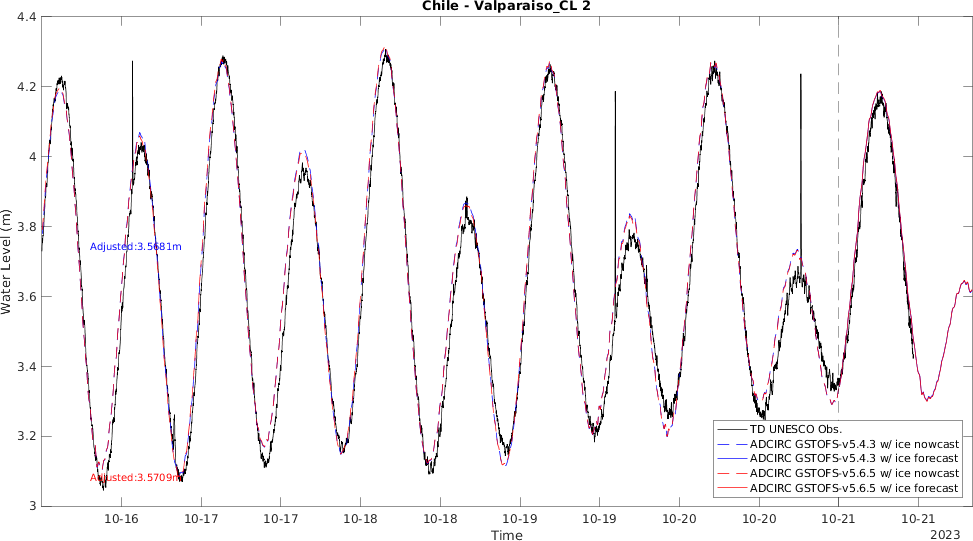 Chile - Valparaiso_CL 2
4.4
4.2
4
3.8
3.6
3.4
3.2
3
Water Level (m)
Adjusted:3.5681m
Adjusted:3.5709m
TD UNESCO Obs.
ADCIRC GSTOFS-v5.4.3 w/ ice nowcast
ADCIRC GSTOFS-v5.4.3 w/ ice forecast
ADCIRC GSTOFS-v5.6.5 w/ ice nowcast
ADCIRC GSTOFS-v5.6.5 w/ ice forecast
10-16 10-17 10-17 10-18 10-18 10-19 10-19 10-20 10-20 10-21 10-21
Time
2023